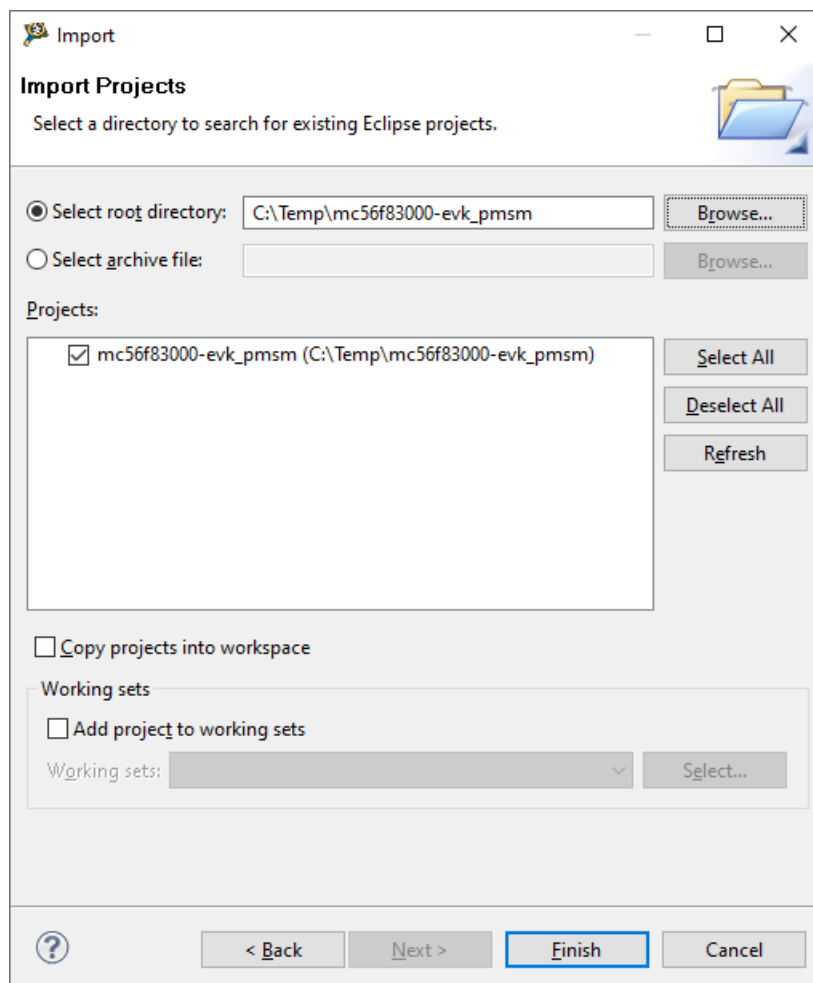 Import
Import Projects
Select a directory to search for existing Eclipse projects.
Select root directory: C:\Temp\mc56f83000-evk_pmsm Browse...
Select archive file: Browse...
Projects:
mc56f83000-evk_pmsm (C:\Temp\mc56f83000-evk_pmsm)
Select All
Deselect All
Refresh
Copy projects into workspace
Working sets
Add project to working sets
Working sets: Select...
? < Back Next > Finish Cancel